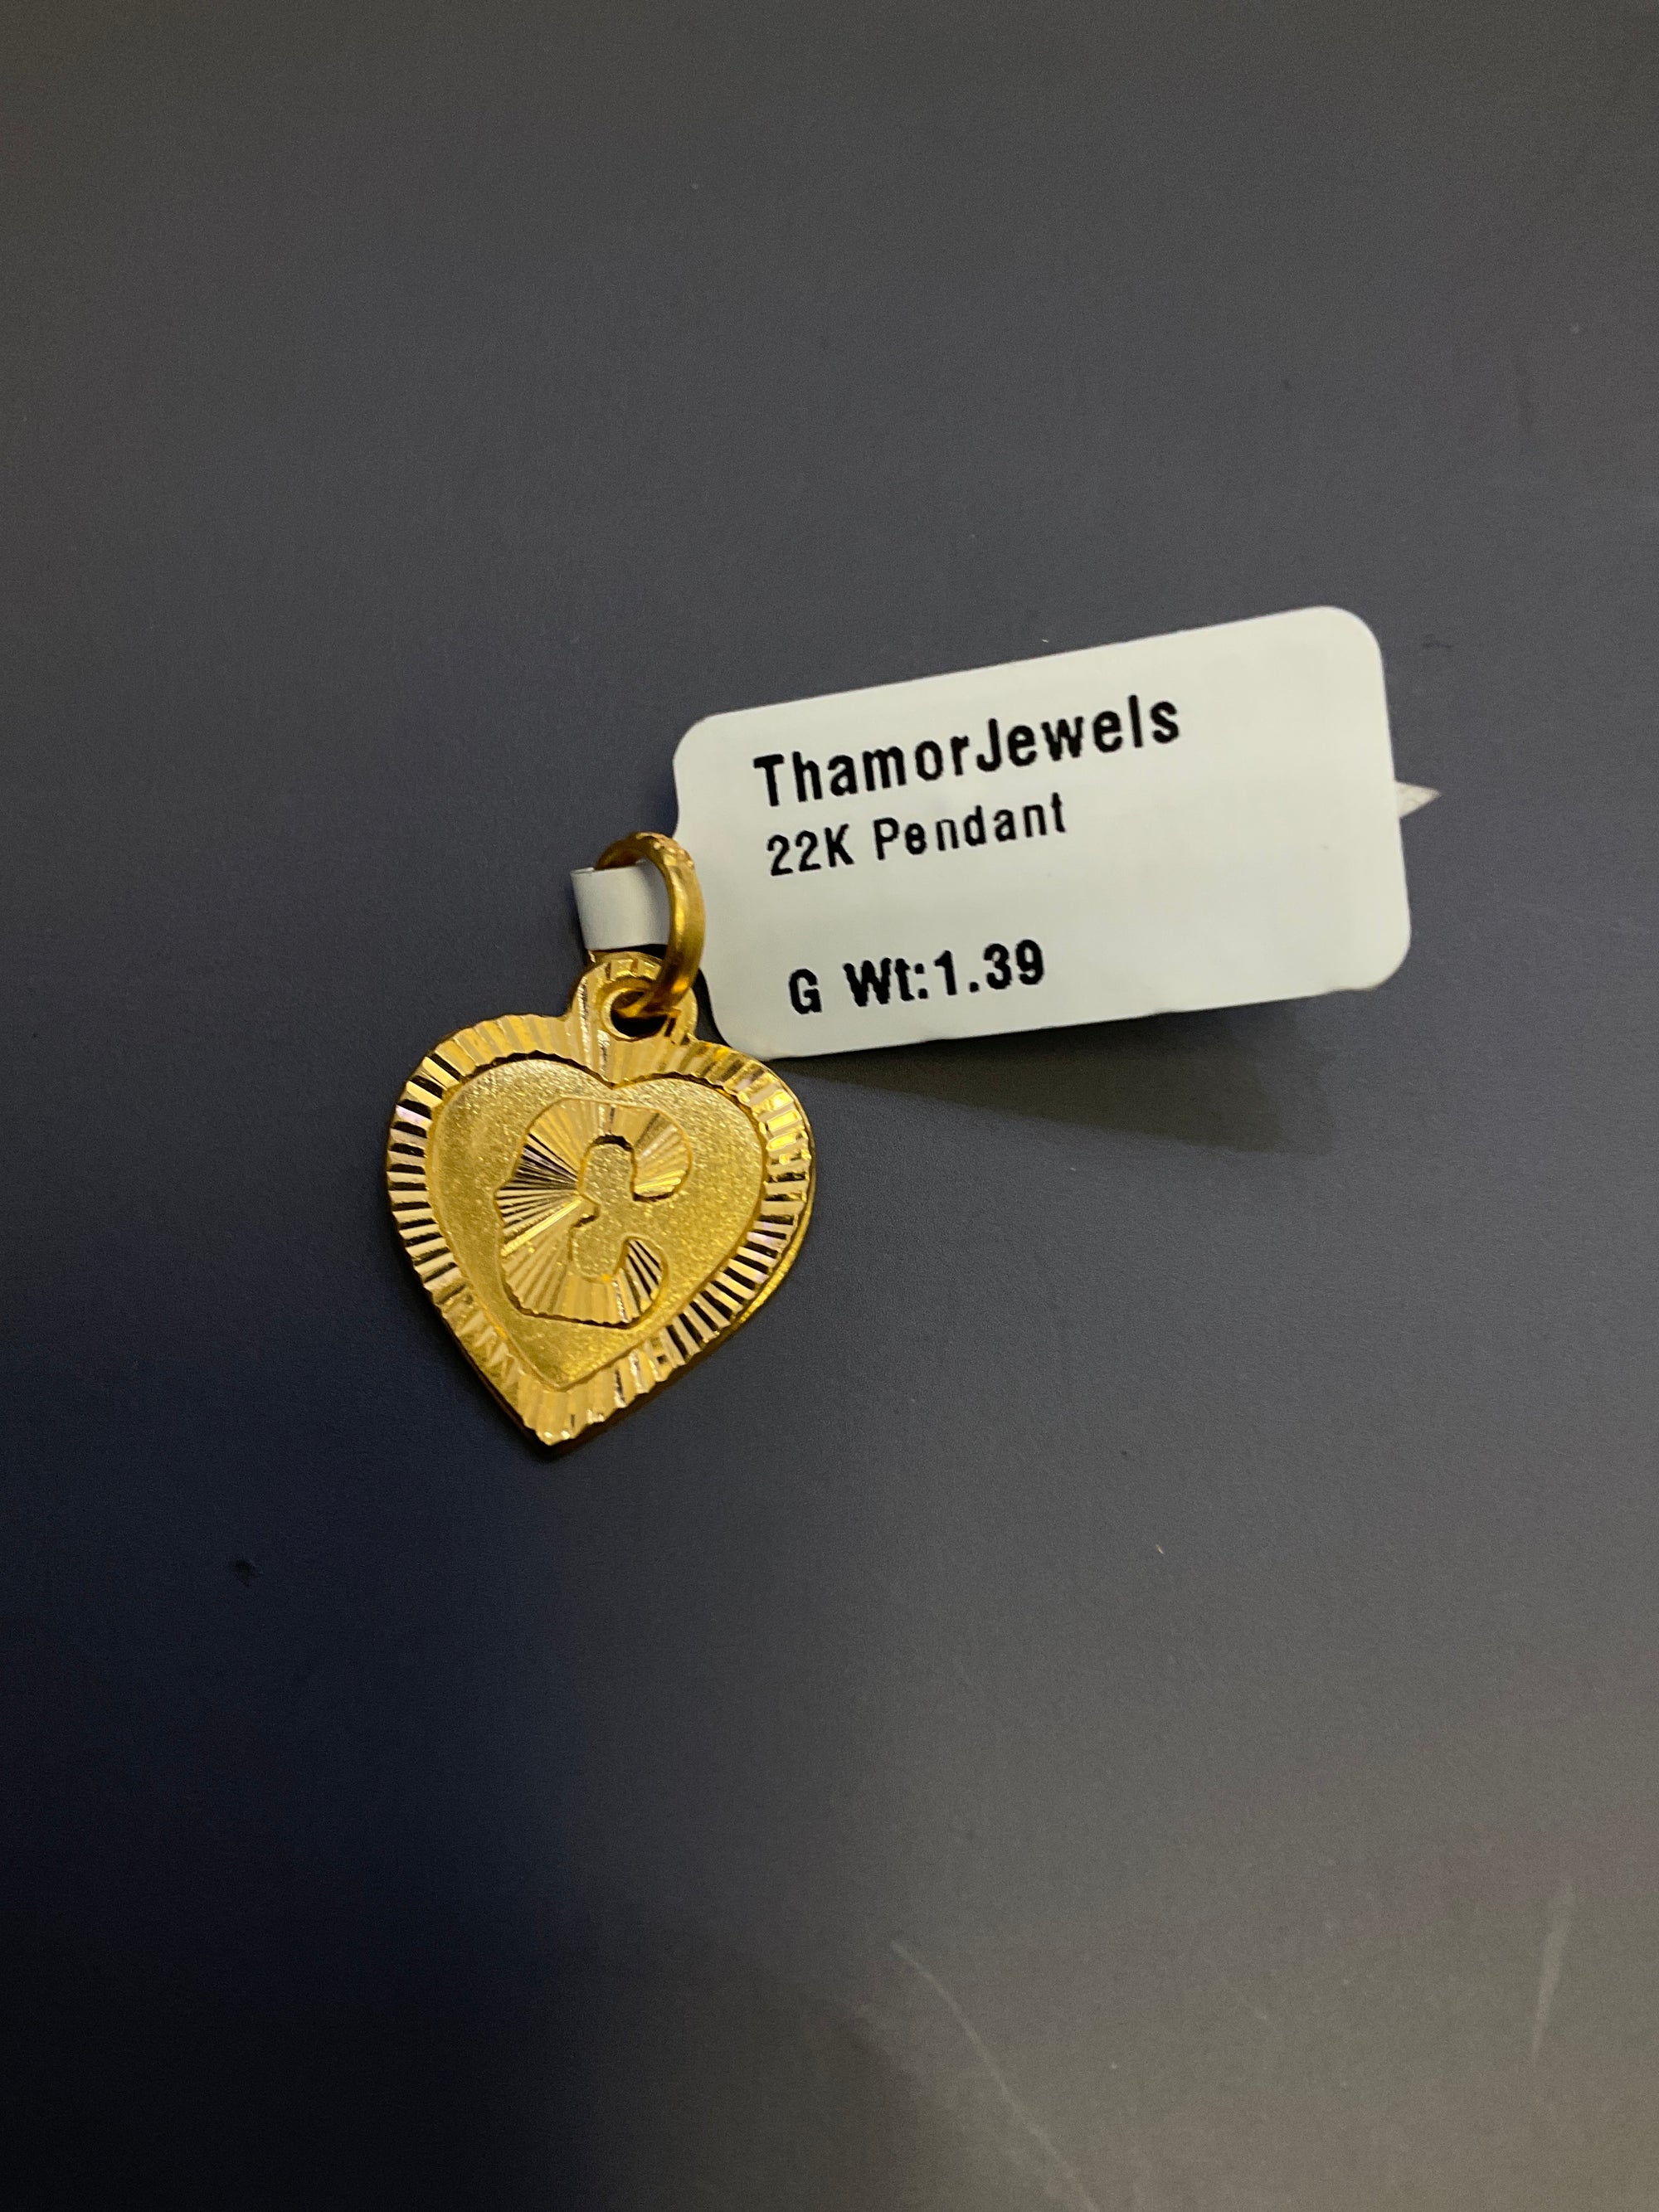 ThamorJewels
22K Pendant
G Wt:1.39